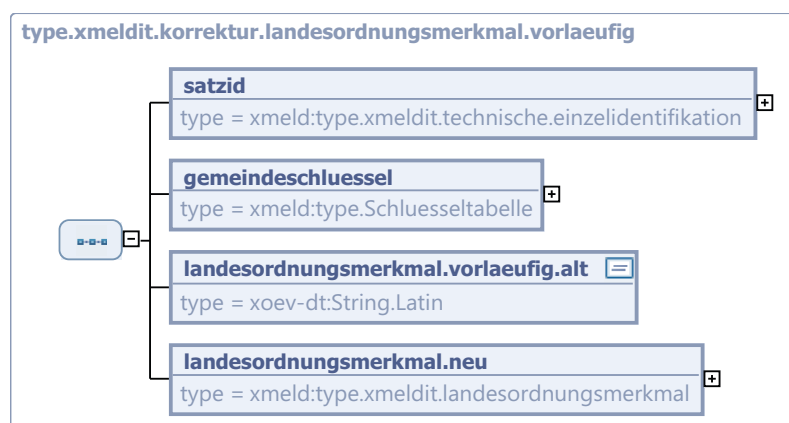 type.xmeldit.korrektur.landesordnungsmerkmal.vorlaeufig
satzid
type = xmeld:type.xmeldit.technische.einzelidentifikation
gemeindeschluessel
type = xmeld:type.Schluesseltabelle
landesordnungsmerkmal.vorlaeufig.alt
type = xoev-dt:String.Latin
landesordnungsmerkmal.neu
type = xmeld:type.xmeldit.landesordnungsmerkmal